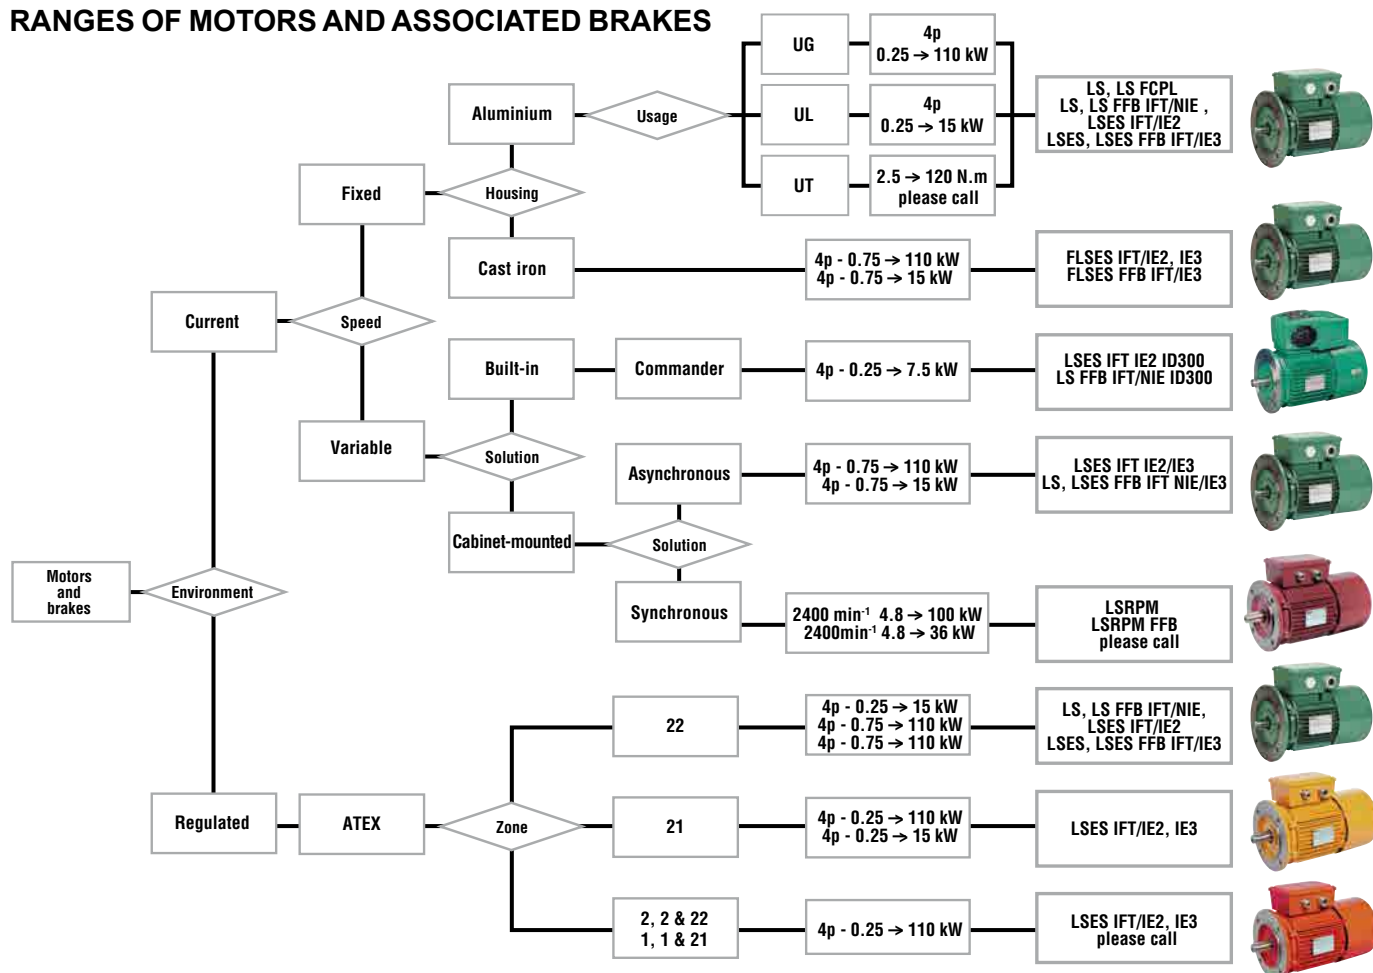 RANGES OF MOTORS AND ASSOCIATED BRAKES
UG
4p
0.25 → 110 kW
Aluminium
Usage
UL
4p
0.25 → 15 kW
LS, LS FCPL
LS, LS FFB IFT/NIE ,
LSES IFT/IE2
LSES, LSES FFB IFT/IE3
UT
2.5 → 120 N.m
please call
Fixed
Housing
Cast iron
4p - 0.75 → 110 kW
4p - 0.75 → 15 kW
FLSES IFT/IE2, IE3
FLSES FFB IFT/IE3
Current
Speed
Built-in
Commander
4p - 0.25 → 7.5 kW
LSES IFT IE2 ID300
LS FFB IFT/NIE ID300
Variable
Solution
Asynchronous
4p - 0.75 → 110 kW
4p - 0.75 → 15 kW
LSES IFT IE2/IE3
LS, LSES FFB IFT NIE/IE3
Cabinet-mounted
Solution
Motors
and
brakes
Environment
Synchronous
2400 min⁻¹ 4.8 → 100 kW
2400min⁻¹ 4.8 → 36 kW
LSRPM
LSRPM FFB
please call
22
4p - 0.25 → 15 kW
4p - 0.75 → 110 kW
4p - 0.75 → 110 kW
LS, LS FFB IFT/NIE,
LSES IFT/IE2
LSES, LSES FFB IFT/IE3
Regulated
ATEX
Zone
21
4p - 0.25 → 110 kW
4p - 0.25 → 15 kW
LSES IFT/IE2, IE3
2, 2 & 22
1, 1 & 21
4p - 0.25 → 110 kW
LSES IFT/IE2, IE3
please call